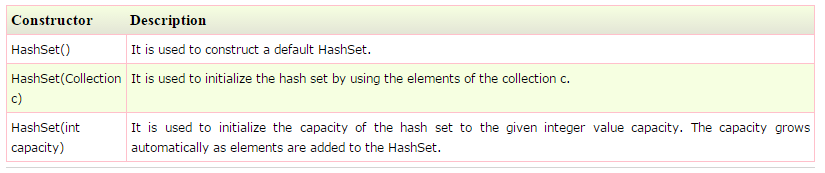 Constructor Description
HashSet() It is used to construct a default HashSet.
HashSet(Collection It is used to initialize the hash set by using the elements of the collection c.
c)
HashSet(int It is used to initialize the capacity of the hash set to the given integer value capacity. The capacity grows
capacity) automatically as elements are added to the HashSet.